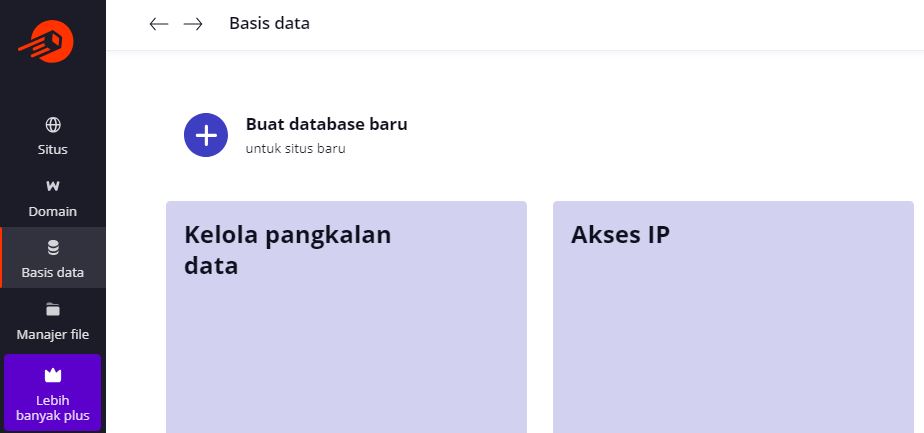 Basis data
Situs
Domain
Basis data
Manajer file
Lebih
banyak plus
Buat database baru
untuk situs baru
Kelola pangkalan
data
Akses IP